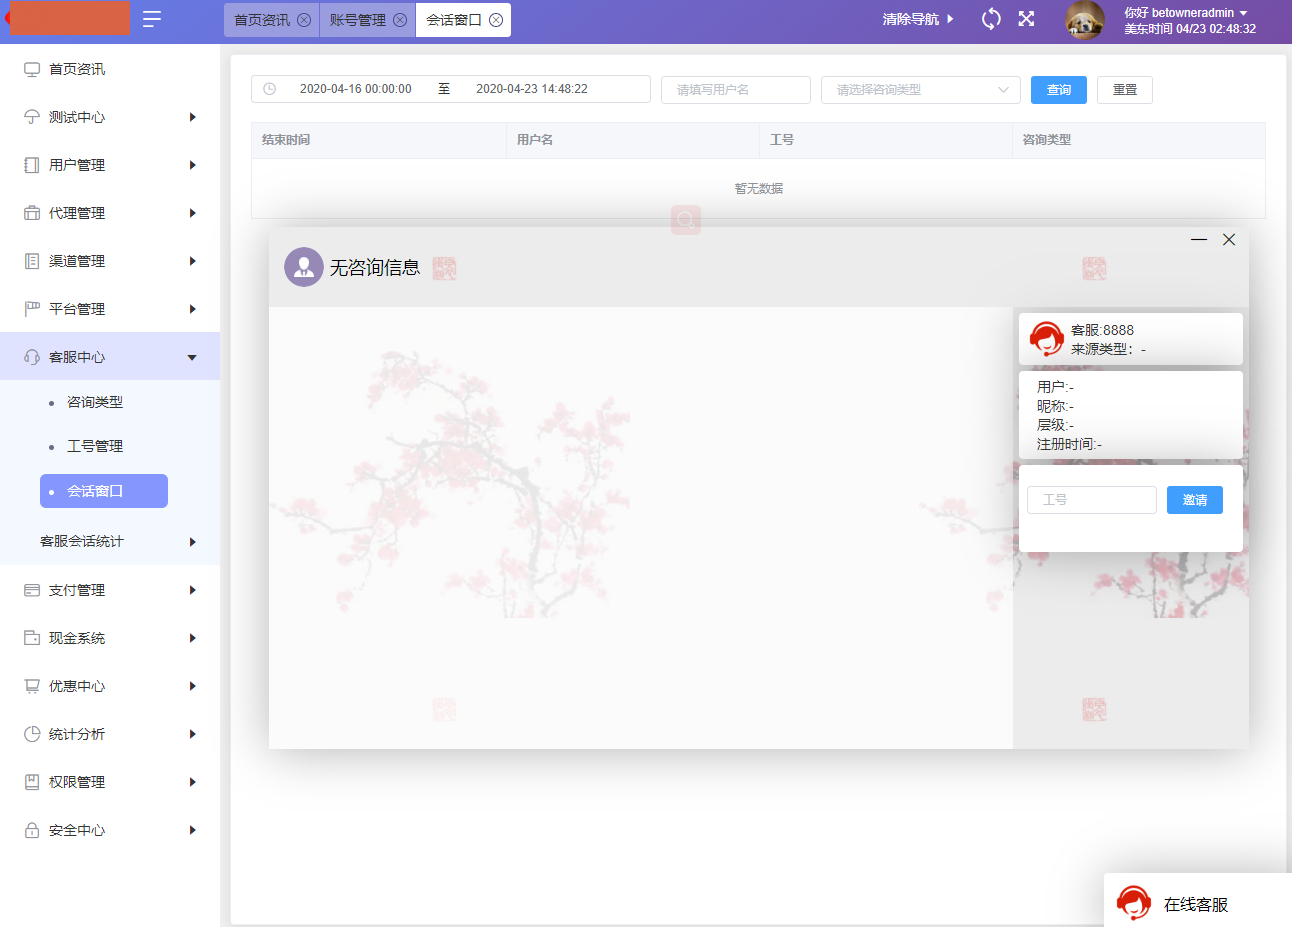 首页资讯
账号管理
会话窗口
清除导航
你好 betowneradmin
美东时间 04/23 02:48:32
首页资讯
测试中心
用户管理
代理管理
渠道管理
平台管理
客服中心
咨询类型
工号管理
会话窗口
客服会话统计
支付管理
现金系统
优惠中心
统计分析
权限管理
安全中心
2020-04-16 00:00:00 至 2020-04-23 14:48:22
请填写用户名
请选择咨询类型
查询
重置
结束时间 用户名 工号 咨询类型
暂无数据
无咨询信息
客服:8888
来源类型：-
用户:-
昵称:-
层级:-
注册时间:-
工号
邀请
在线客服